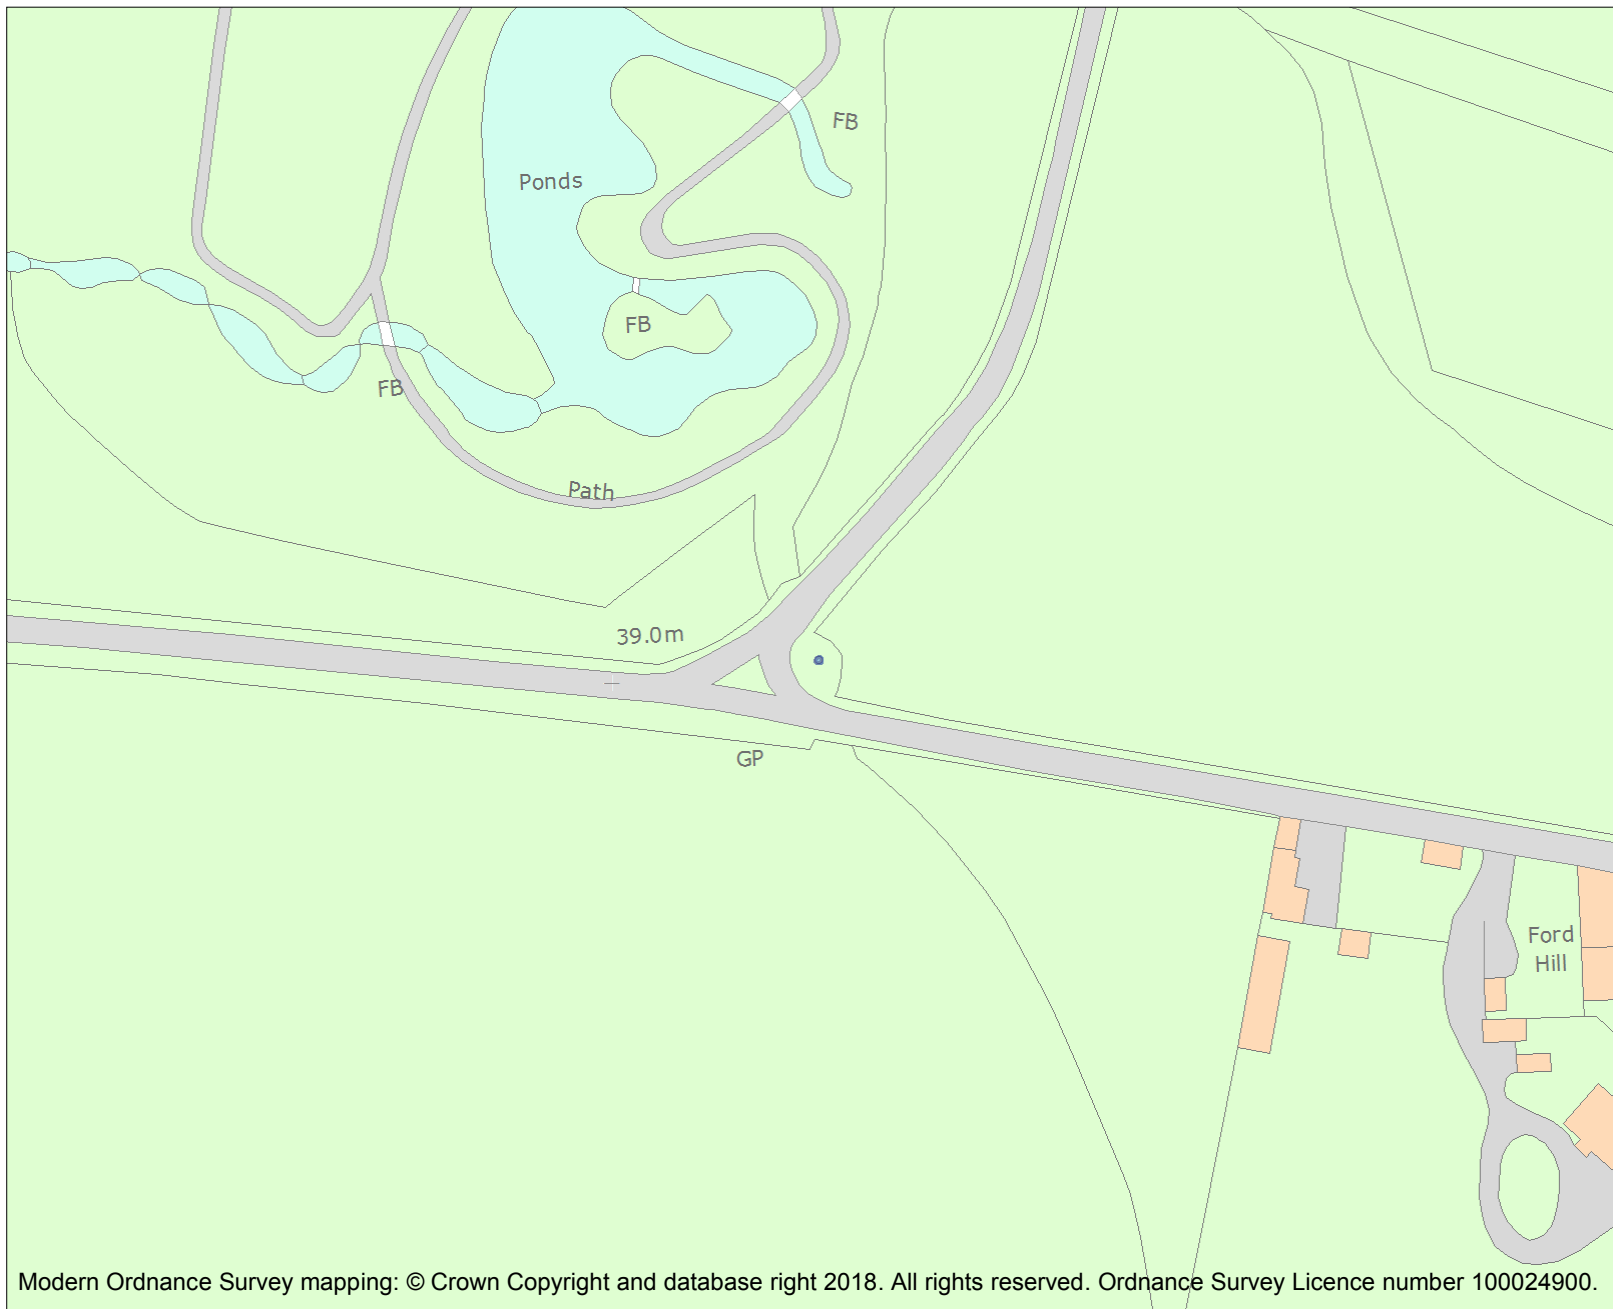 FB
Ponds
FB
FB
Path
39.0m
GP
Ford
Hill
Modern Ordnance Survey mapping: © Crown Copyright and database right 2018. All rights reserved. Ordnance Survey Licence number 100024900.